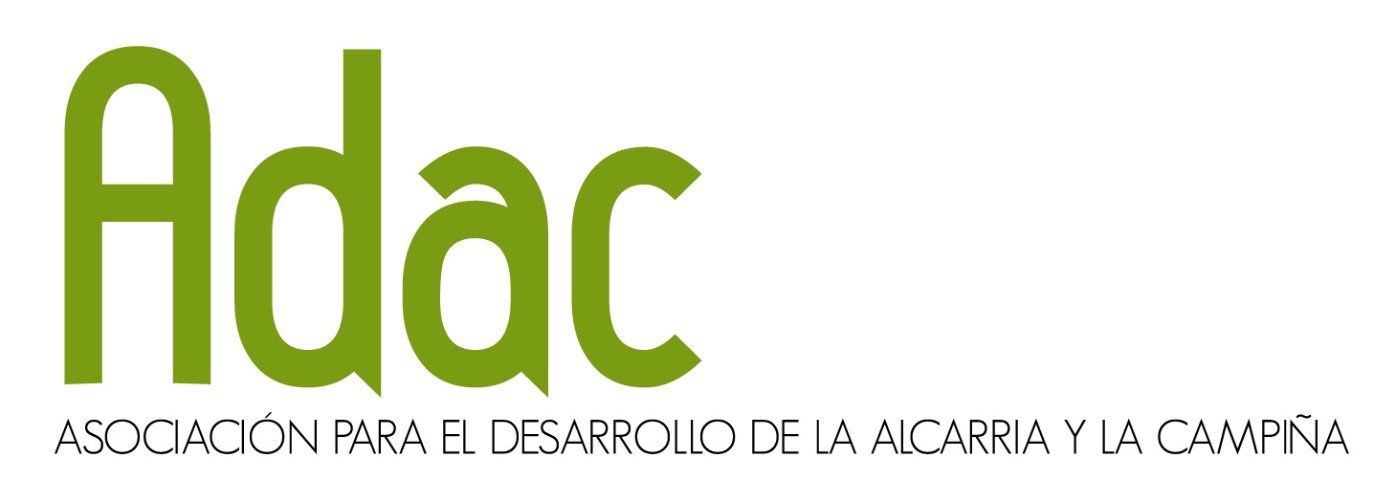 Adac
ASOCIACIÓN PARA EL DESARROLLO DE LA ALCARRIA Y LA CAMPIÑA